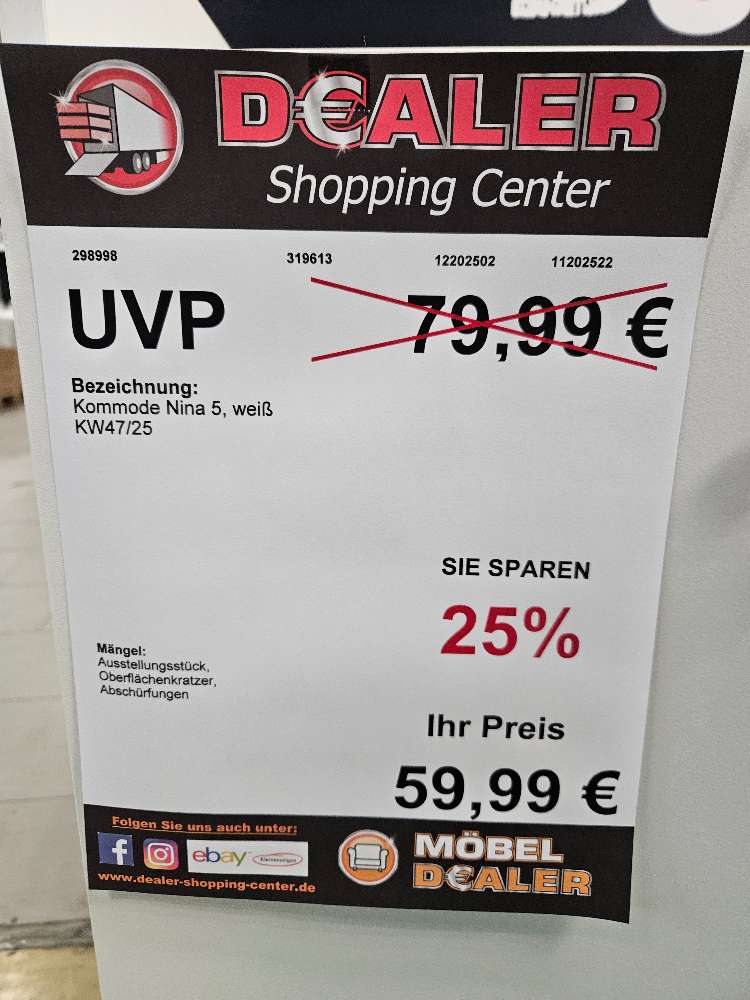 DEALER
Shopping Center
298998 319613 12202502 11202522
UVP 79,99 €
Bezeichnung:
Kommode Nina 5, weiß
KW47/25
SIE SPAREN
25%
Mängel:
Ausstellungsstück,
Oberflächenkratzer,
Abschürfungen
Ihr Preis
59,99 €
Folgen Sie uns auch unter:
f ebay Kleinanzeigen
www.dealer-shopping-center.de
MÖBEL
DEALER